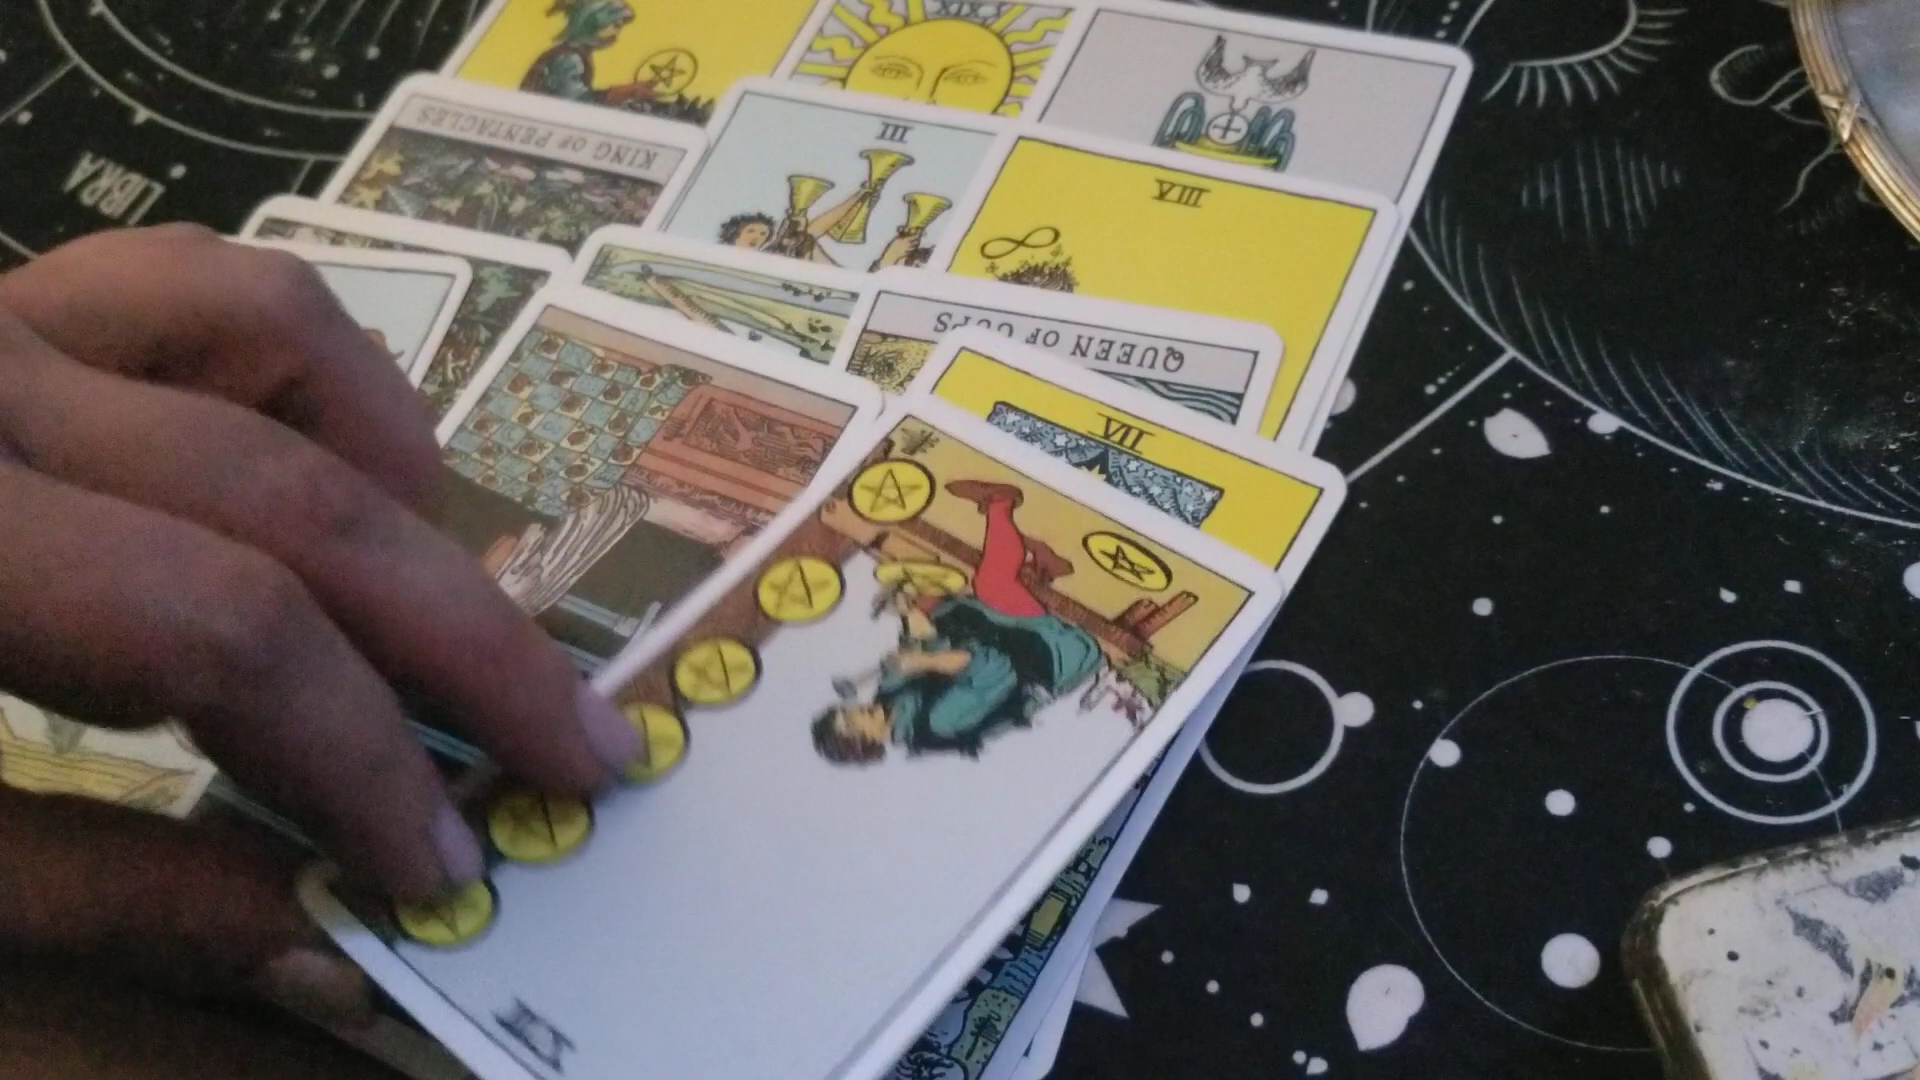 XIX
KING OF PENTACLES
III
VIII
LIBRA
QUEEN OF CUPS
VII